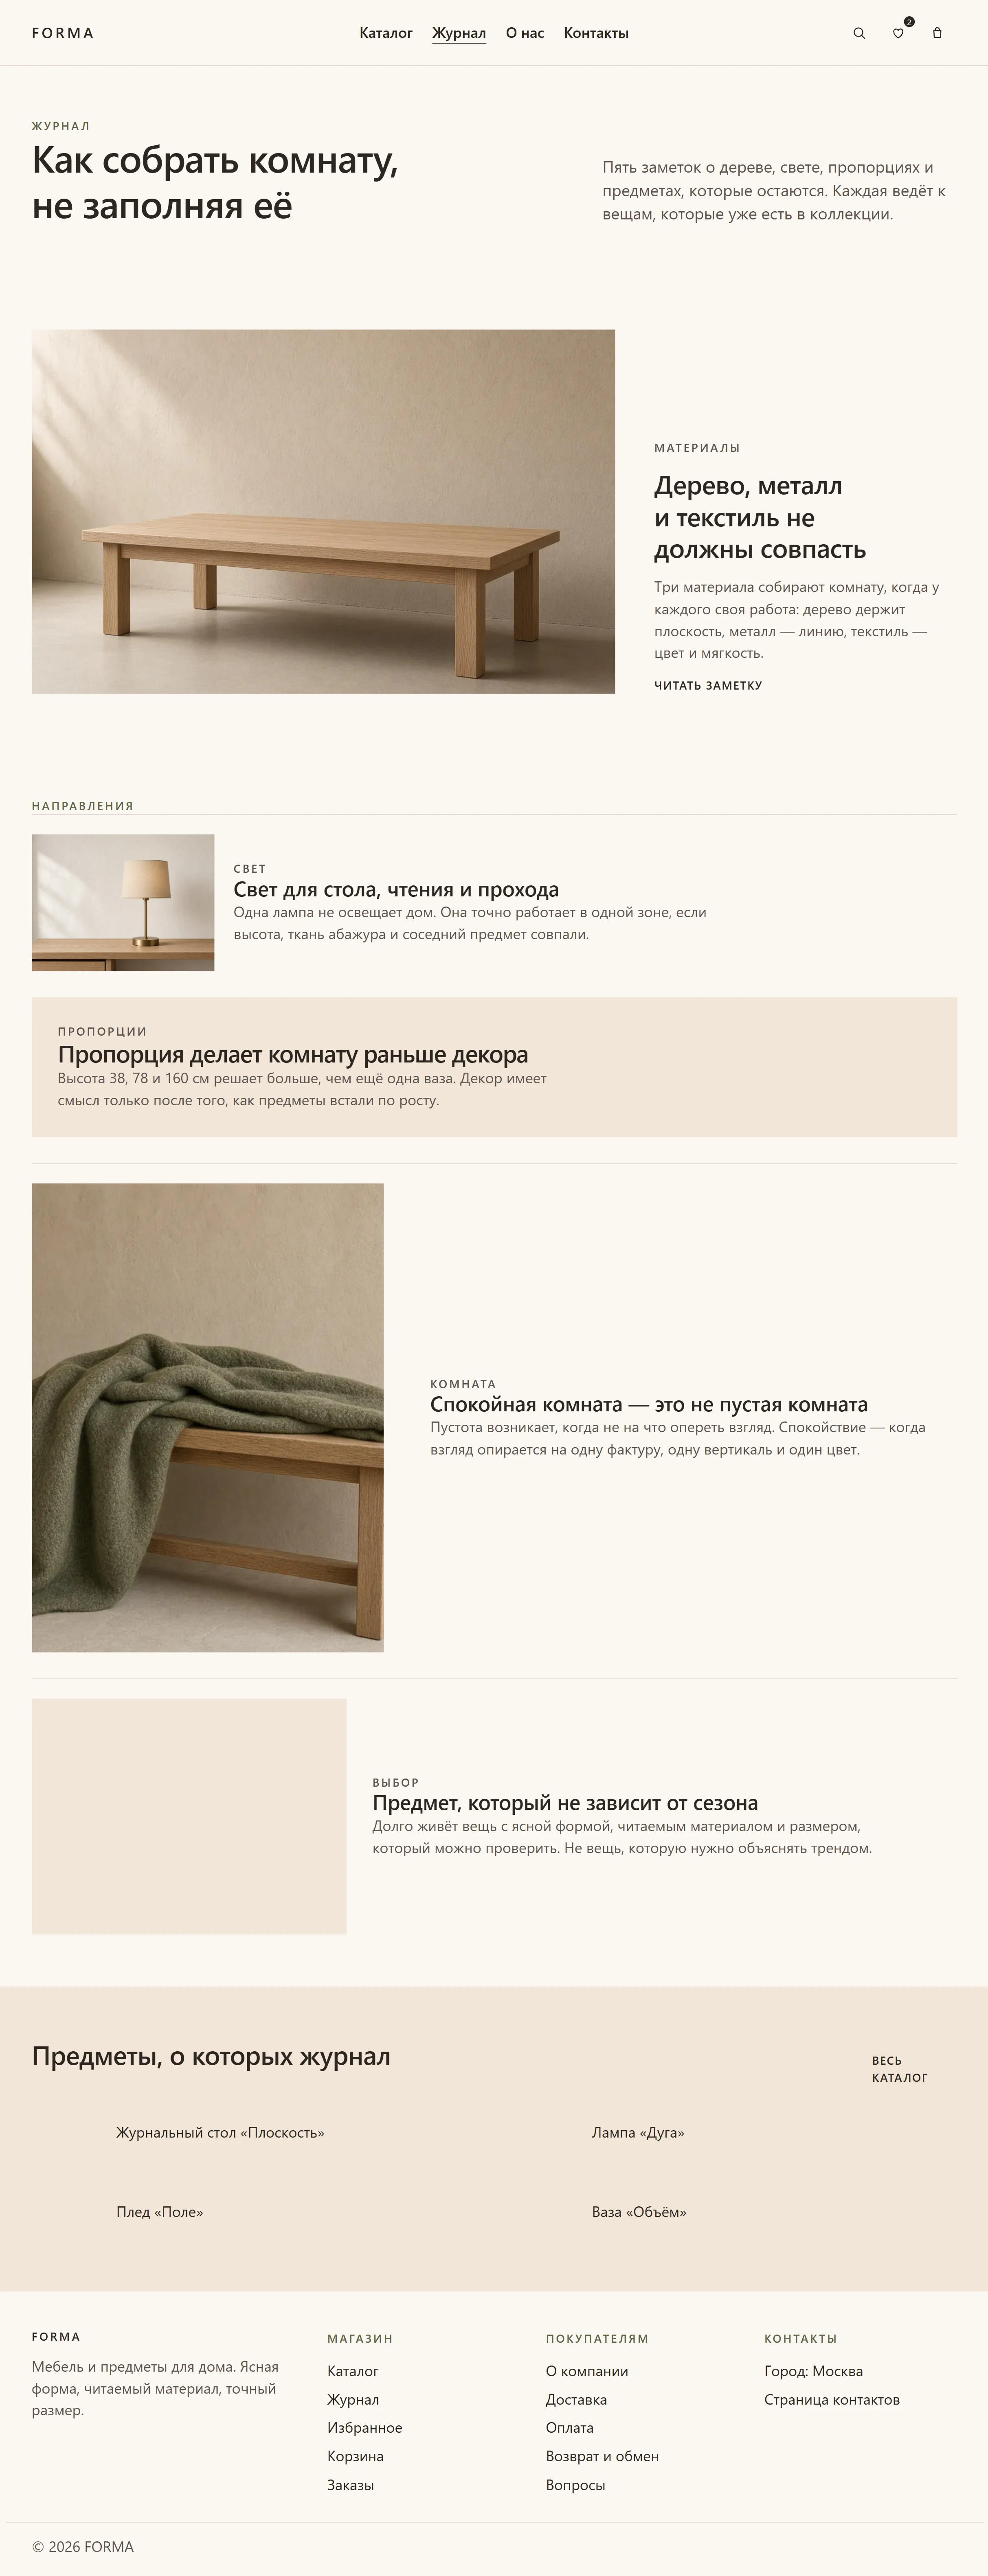 FORMA
Каталог
Журнал
О нас
Контакты
2
ЖУРНАЛ
Как собрать комнату,
не заполняя её
Пять заметок о дереве, свете, пропорциях и
предметах, которые остаются. Каждая ведёт к
вещам, которые уже есть в коллекции.
МАТЕРИАЛЫ
Дерево, металл
и текстиль не
должны совпасть
Три материала собирают комнату, когда у
каждого своя работа: дерево держит
плоскость, металл — линию, текстиль —
цвет и мягкость.
ЧИТАТЬ ЗАМЕТКУ
НАПРАВЛЕНИЯ
СВЕТ
Свет для стола, чтения и прохода
Одна лампа не освещает дом. Она точно работает в одной зоне, если
высота, ткань абажура и соседний предмет совпали.
ПРОПОРЦИИ
Пропорция делает комнату раньше декора
Высота 38, 78 и 160 см решает больше, чем ещё одна ваза. Декор имеет
смысл только после того, как предметы встали по росту.
КОМНАТА
Спокойная комната — это не пустая комната
Пустота возникает, когда не на что опереть взгляд. Спокойствие — когда
взгляд опирается на одну фактуру, одну вертикаль и один цвет.
ВЫБОР
Предмет, который не зависит от сезона
Долго живёт вещь с ясной формой, читаемым материалом и размером,
который можно проверить. Не вещь, которую нужно объяснять трендом.
Предметы, о которых журнал
ВЕСЬ
КАТАЛОГ
Журнальный стол «Плоскость»
Лампа «Дуга»
Плед «Поле»
Ваза «Объём»
FORMA
Мебель и предметы для дома. Ясная
форма, читаемый материал, точный
размер.
МАГАЗИН
Каталог
Журнал
Избранное
Корзина
Заказы
ПОКУПАТЕЛЯМ
О компании
Доставка
Оплата
Возврат и обмен
Вопросы
КОНТАКТЫ
Город: Москва
Страница контактов
© 2026 FORMA